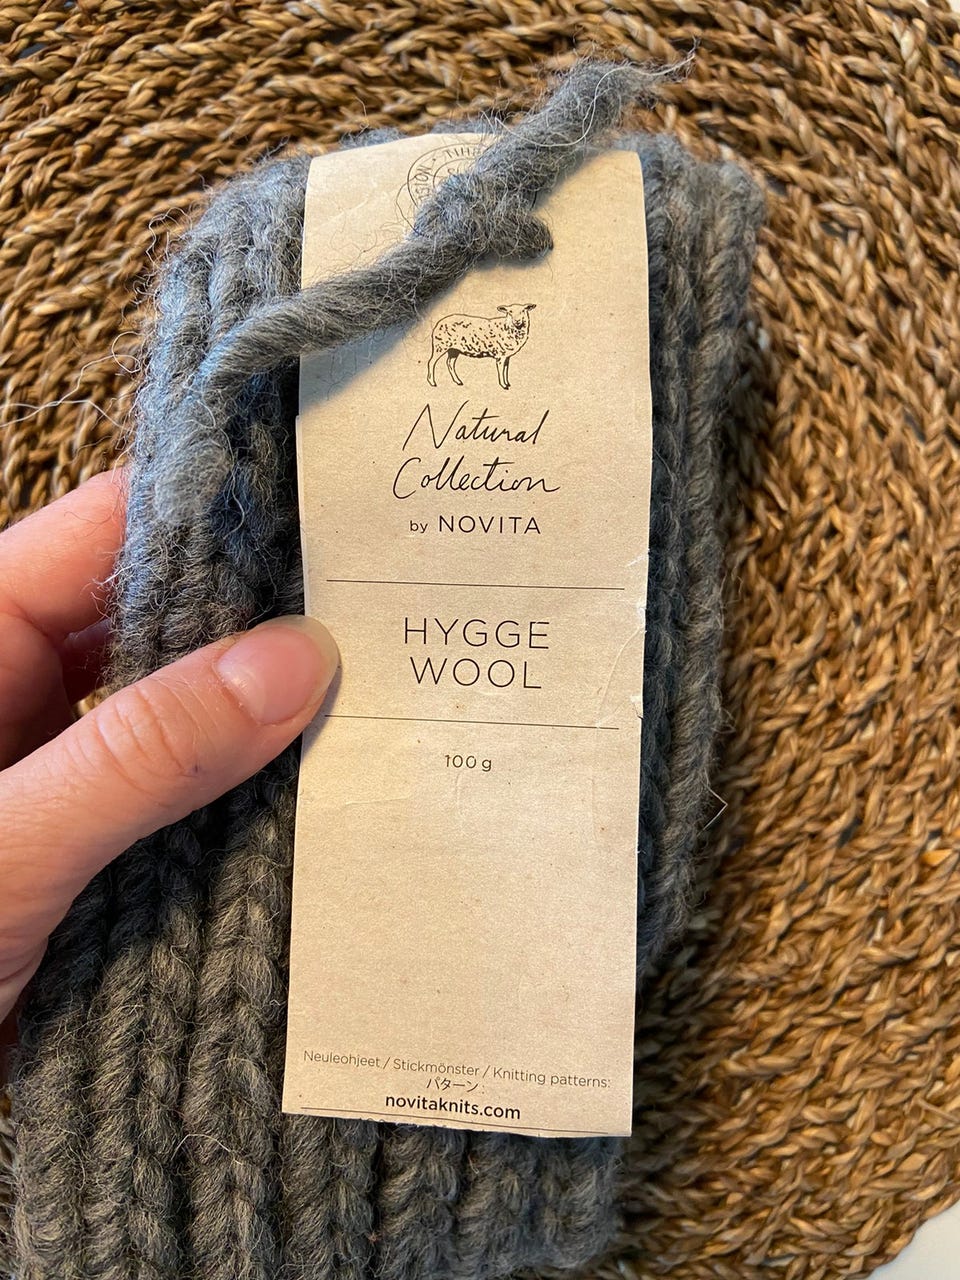 Natural
Collection
by NOVITA
HYGGE
WOOL
100 g
Neuleohjeet / Stickmönster / Knitting patterns:
パターン:
novitaknits.com